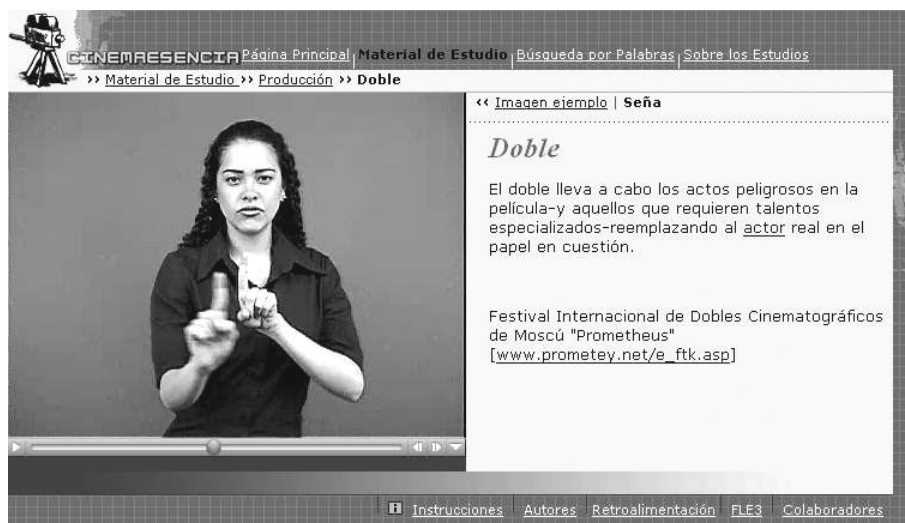 CINEMAESENCIA Página Principal | Material de Estudio | Búsqueda por Palabras | Sobre los Estudios
›› Material de Estudio ›› Producción ›› Doble
‹‹ Imagen ejemplo | Seña
Doble
El doble lleva a cabo los actos peligrosos en la
película-y aquellos que requieren talentos
especializados-reemplazando al actor real en el
papel en cuestión.
Festival Internacional de Dobles Cinematográficos
de Moscú "Prometheus"
[www.prometey.net/e_ftk.asp]
i Instrucciones Autores Retroalimentación FLE3 Colaboradores